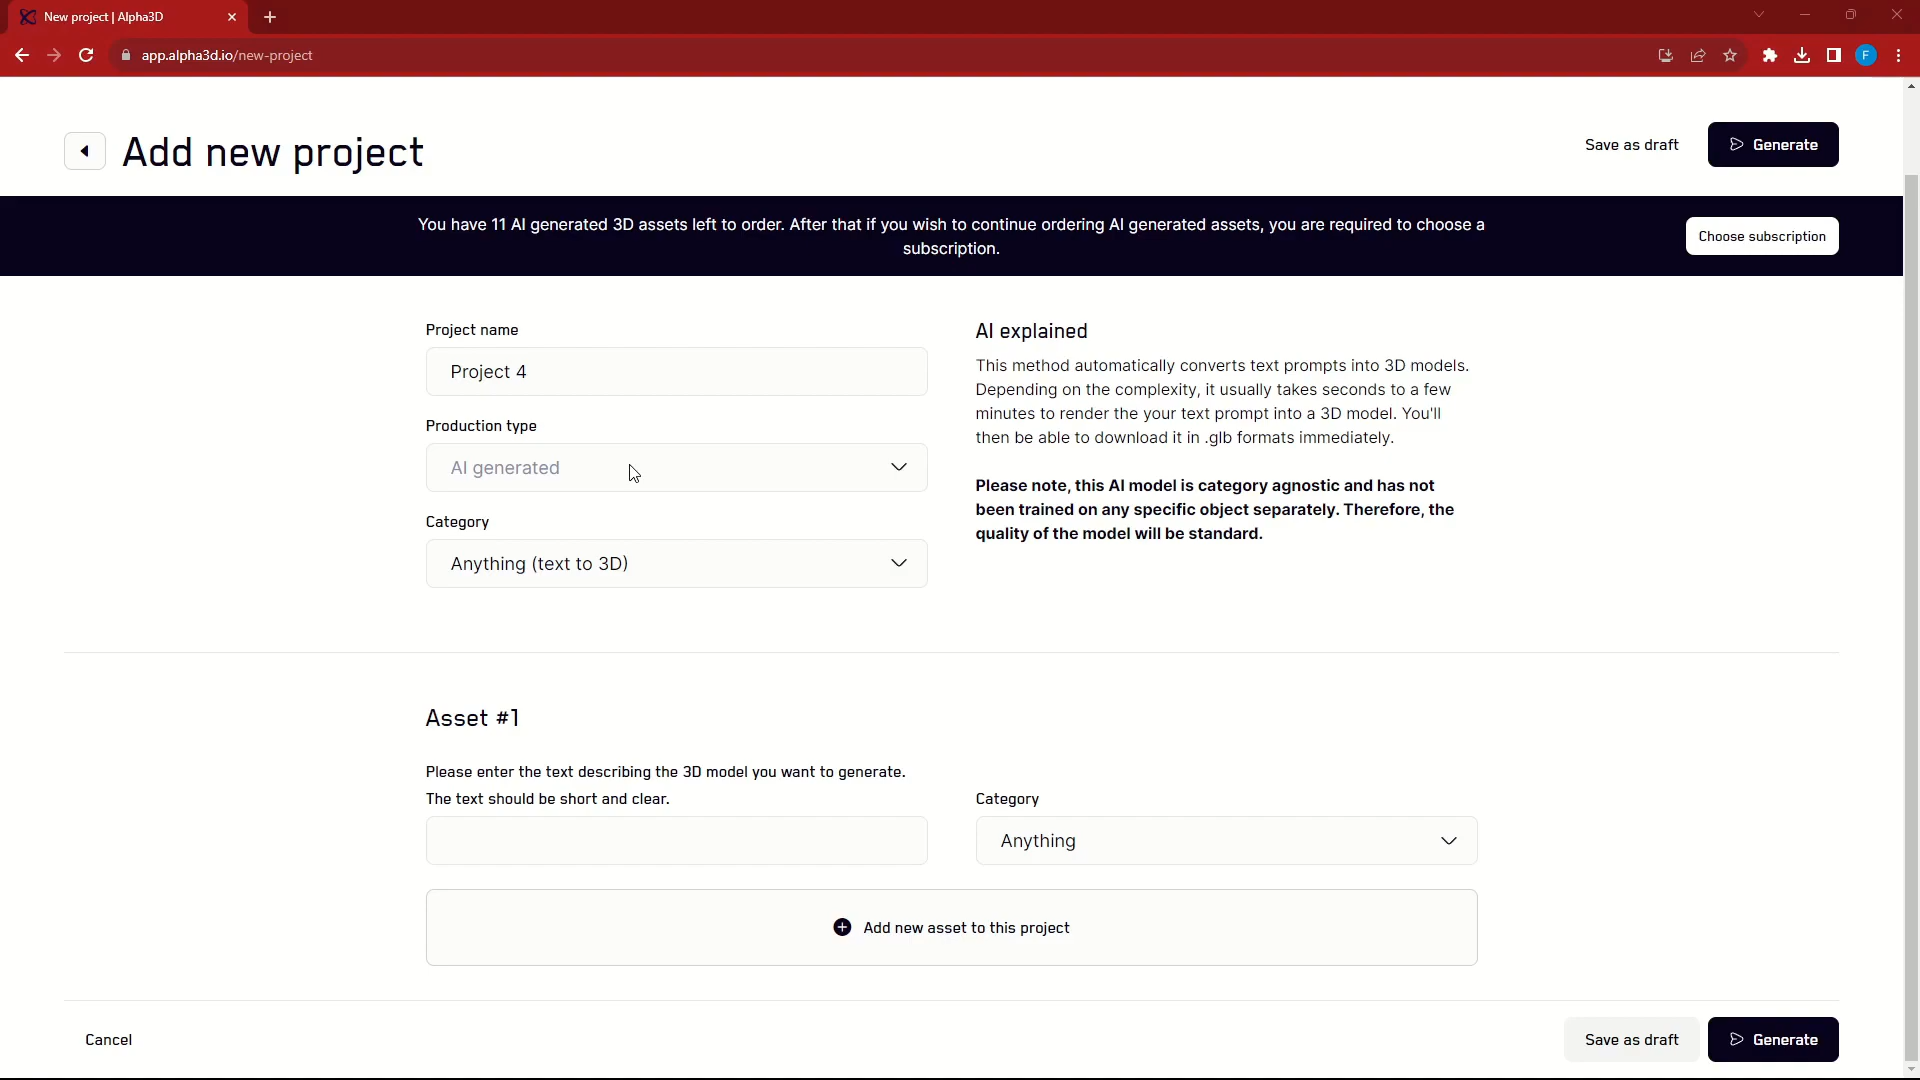 New project | Alpha3D
app.alpha3d.io/new-project
F
Add new project
Save as draft
Generate
You have 11 AI generated 3D assets left to order. After that if you wish to continue ordering AI generated assets, you are required to choose a
subscription.
Choose subscription
Project name
Project 4
Production type
AI generated
Category
Anything (text to 3D)
AI explained
This method automatically converts text prompts into 3D models.
Depending on the complexity, it usually takes seconds to a few
minutes to render the your text prompt into a 3D model. You'll
then be able to download it in .glb formats immediately.
Please note, this AI model is category agnostic and has not
been trained on any specific object separately. Therefore, the
quality of the model will be standard.
Asset #1
Please enter the text describing the 3D model you want to generate.
The text should be short and clear.
Category
Anything
Add new asset to this project
Cancel
Save as draft
Generate